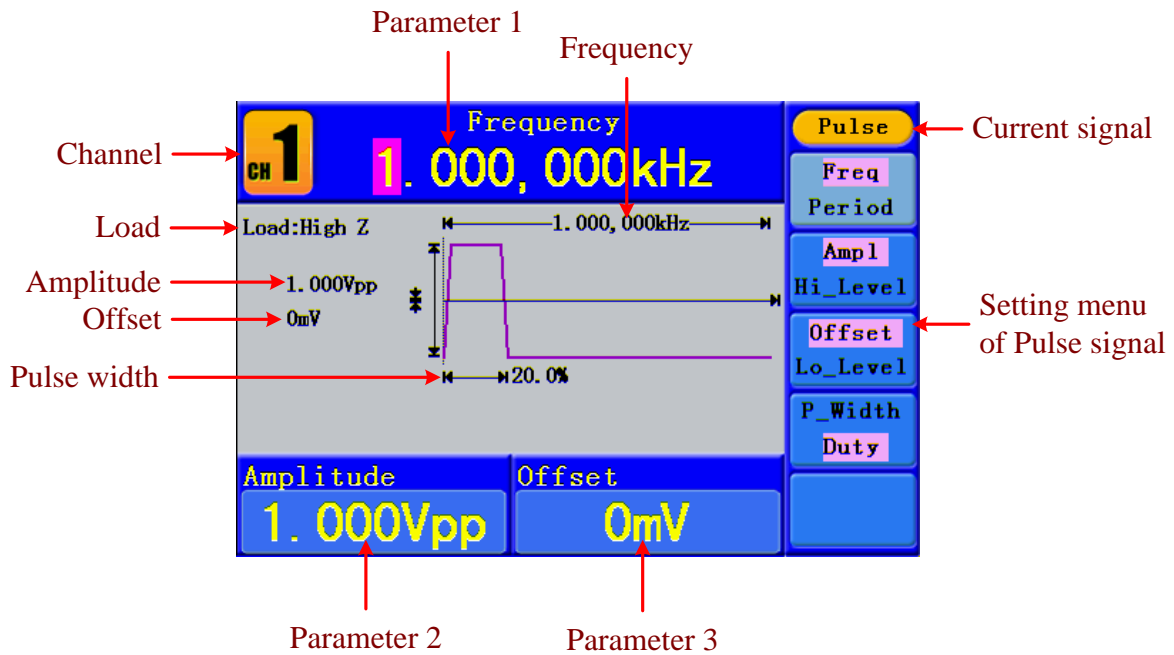 Parameter 1
Frequency
Channel
CH 1
Frequency
1.000,000kHz
Pulse
Current signal
Freq
Period
Load
Load:High Z
1.000,000kHz
Ampl
Hi_Level
Amplitude
1.000Vpp
Offset
0mV
Setting menu
of Pulse signal
Offset
Lo_Level
Pulse width
20.0%
P_Width
Duty
Amplitude
1.000Vpp
Offset
0mV
Parameter 2
Parameter 3